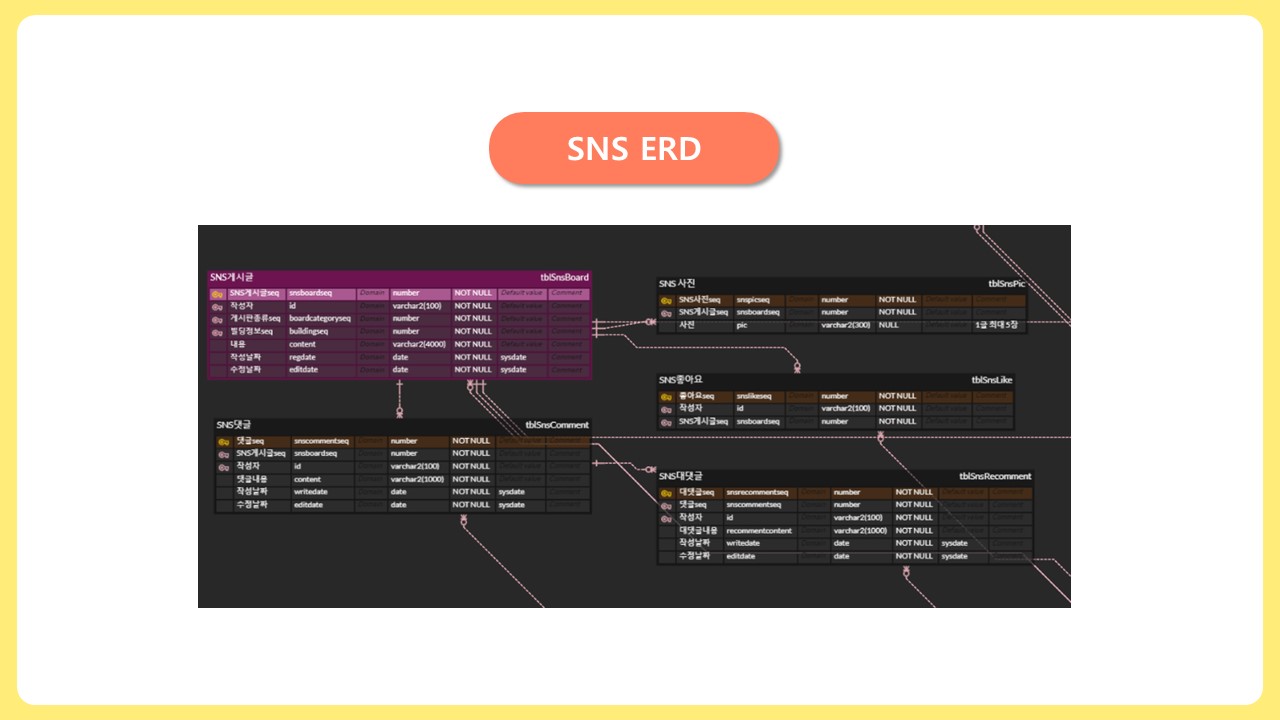 SNS ERD
SNS게시글 tblSnsBoard
SNS게시글seq snsboardseq Domain number NOT NULL Default value Comment
작성자 id Domain varchar2(100) NOT NULL Default value Comment
게시판종류seq boardcategoryseq Domain number NOT NULL Default value Comment
빌딩정보seq buildingseq Domain number NOT NULL Default value Comment
내용 content Domain varchar2(4000) NOT NULL Default value Comment
작성날짜 regdate Domain date NOT NULL sysdate Comment
수정날짜 editdate Domain date NOT NULL sysdate Comment
SNS 사진 tblSnsPic
SNS사진seq snspicseq Domain number NOT NULL Default value Comment
SNS게시글seq snsboardseq Domain number NOT NULL Default value Comment
사진 pic Domain varchar2(300) NULL Default value 1글 최대 5장
SNS좋아요 tblSnsLike
좋아요seq snslikeseq Domain number NOT NULL Default value Comment
작성자 id Domain varchar2(100) NOT NULL Default value Comment
SNS게시글seq snsboardseq Domain number NOT NULL Default value Comment
SNS댓글 tblSnsComment
댓글seq snscommentseq Domain number NOT NULL Default value Comment
SNS게시글seq snsboardseq Domain number NOT NULL Default value Comment
작성자 id Domain varchar2(100) NOT NULL Default value Comment
댓글내용 content Domain varchar2(1000) NOT NULL Default value Comment
작성날짜 writedate Domain date NOT NULL sysdate Comment
수정날짜 editdate Domain date NOT NULL sysdate Comment
SNS대댓글 tblSnsRecomment
대댓글seq snsrecommentseq Domain number NOT NULL Default value Comment
댓글seq snscommentseq Domain number NOT NULL Default value Comment
작성자 id Domain varchar2(100) NOT NULL Default value Comment
대댓글내용 recommentcontent Domain varchar2(1000) NOT NULL Default value Comment
작성날짜 writedate Domain date NOT NULL sysdate Comment
수정날짜 editdate Domain date NOT NULL sysdate Comment